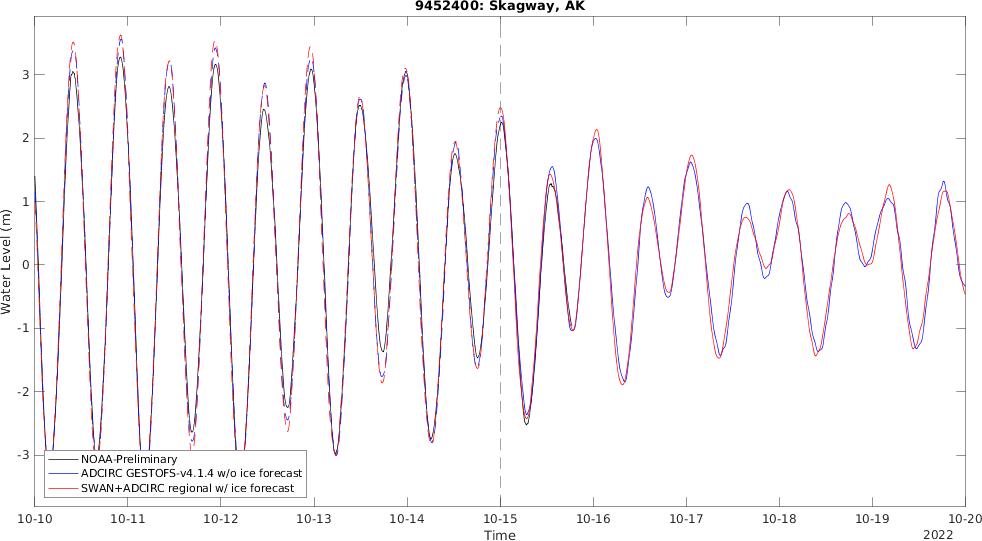 9452400: Skagway, AK
Water Level (m)
3
2
1
0
-1
-2
-3
NOAA-Preliminary
ADCIRC GESTOFS-v4.1.4 w/o ice forecast
SWAN+ADCIRC regional w/ ice forecast
10-10 10-11 10-12 10-13 10-14 10-15 10-16 10-17 10-18 10-19 10-20
Time
2022